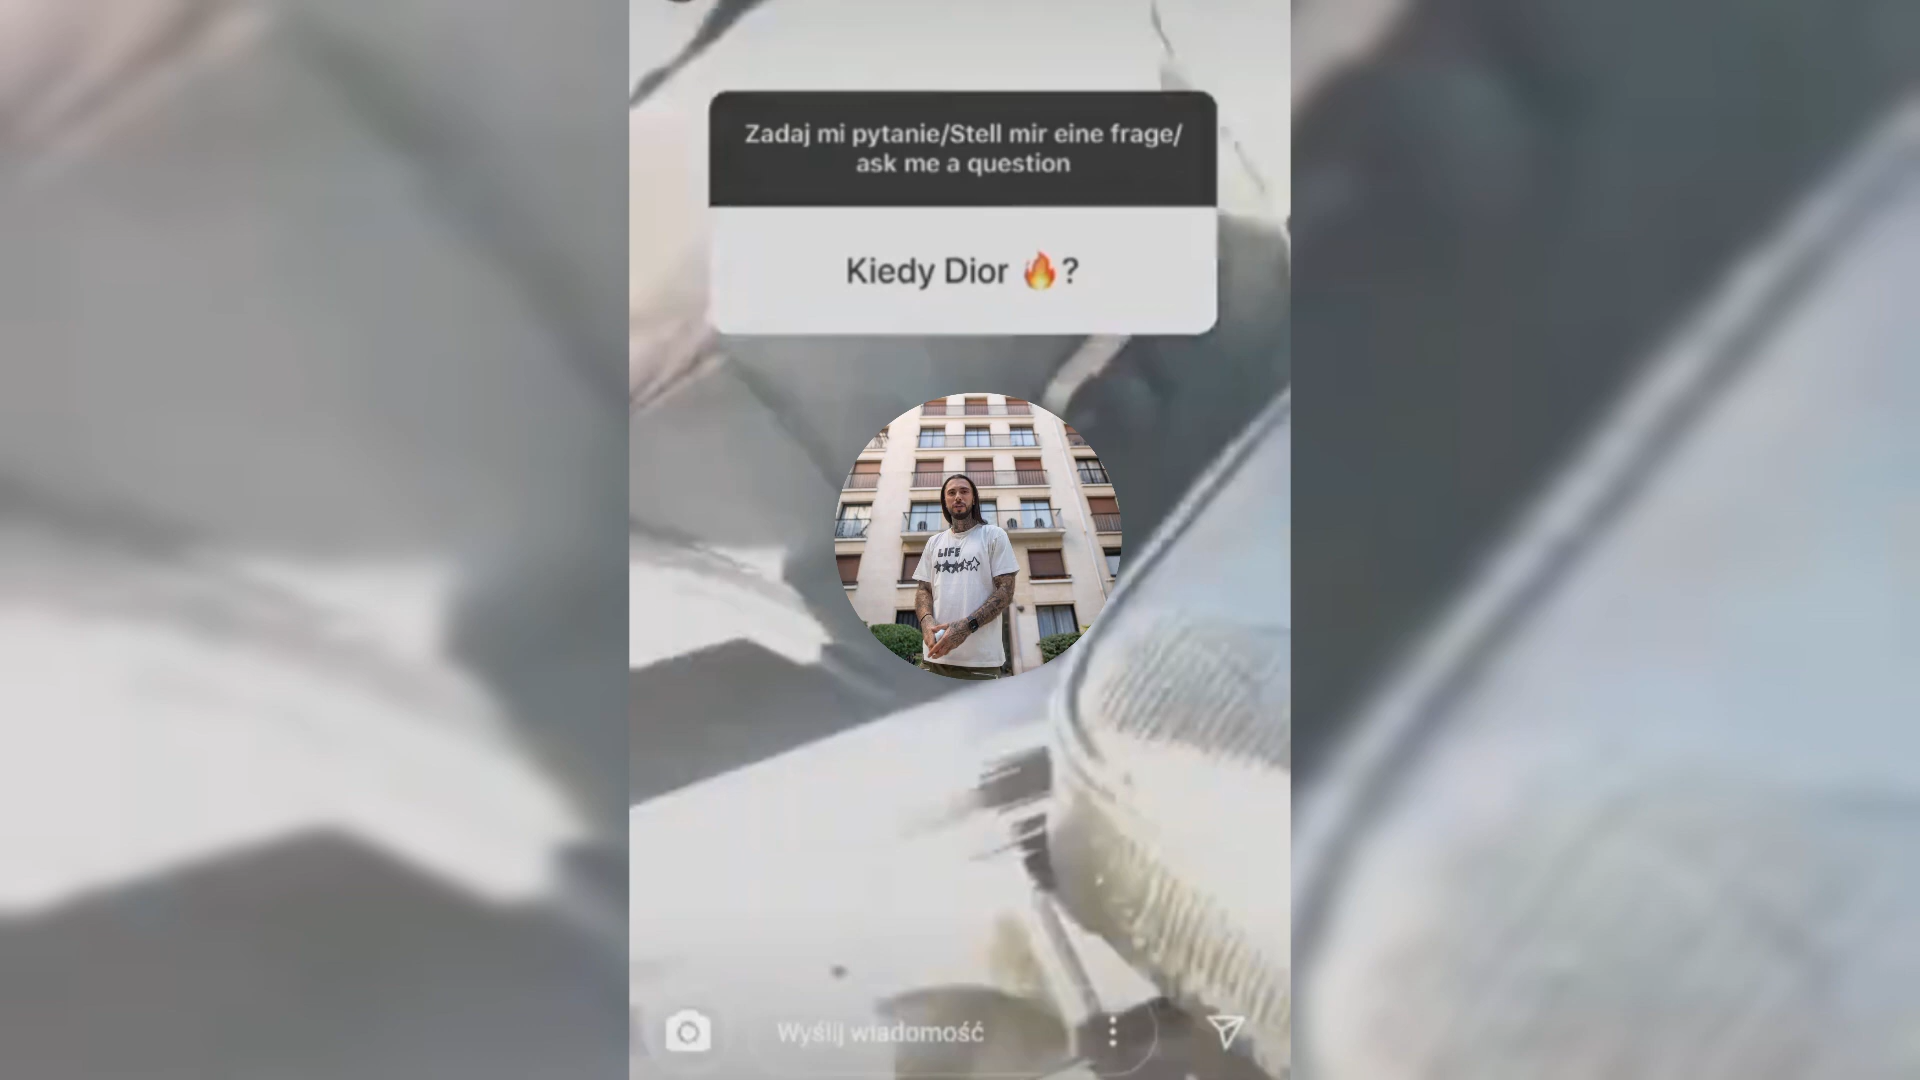 Zadaj mi pytanie/Stell mir eine frage/
ask me a question
Kiedy Dior 🔥?
LIFE
Wyślij wiadomość